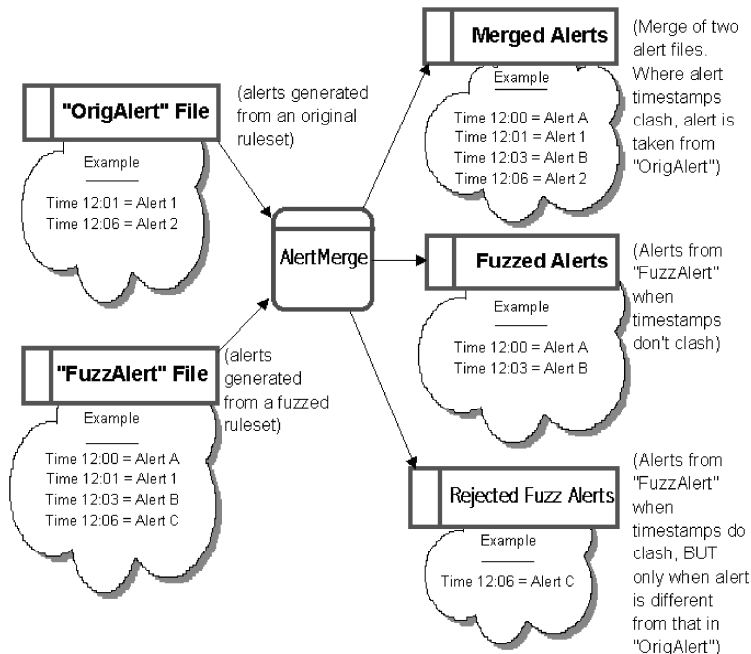 "OrigAlert" File
Example
Time 12:01 = Alert 1
Time 12:06 = Alert 2
(alerts generated
from an original
ruleset)
"FuzzAlert" File
Example
Time 12:00 = Alert A
Time 12:01 = Alert 1
Time 12:03 = Alert B
Time 12:06 = Alert C
(alerts
generated
from a fuzzed
ruleset)
AlertMerge
Merged Alerts
Example
Time 12:00 = Alert A
Time 12:01 = Alert 1
Time 12:03 = Alert B
Time 12:06 = Alert 2
(Merge of two
alert files.
Where alert
timestamps
clash, alert is
taken from
"OrigAlert")
Fuzzed Alerts
Example
Time 12:00 = Alert A
Time 12:03 = Alert B
(Alerts from
"FuzzAlert"
when
timestamps
don't clash)
Rejected Fuzz Alerts
Example
Time 12:06 = Alert C
(Alerts from
"FuzzAlert"
when
timestamps do
clash, BUT
only when alert
is different
from that in
"OrigAlert")